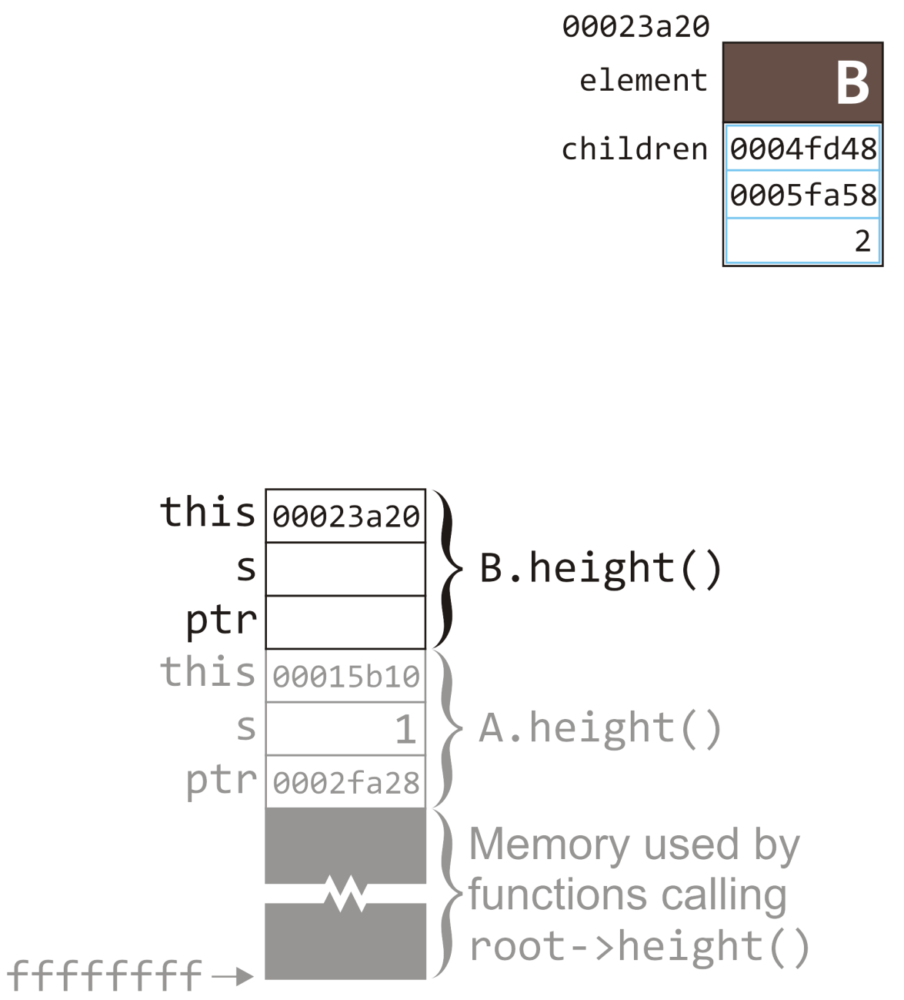 00023a20
element B
children 0004fd48
0005fa58
2
this 00023a20
s B.height()
ptr
this 00015b10
s 1 A.height()
ptr 0002fa28
Memory used by
functions calling
root->height()
ffffffff